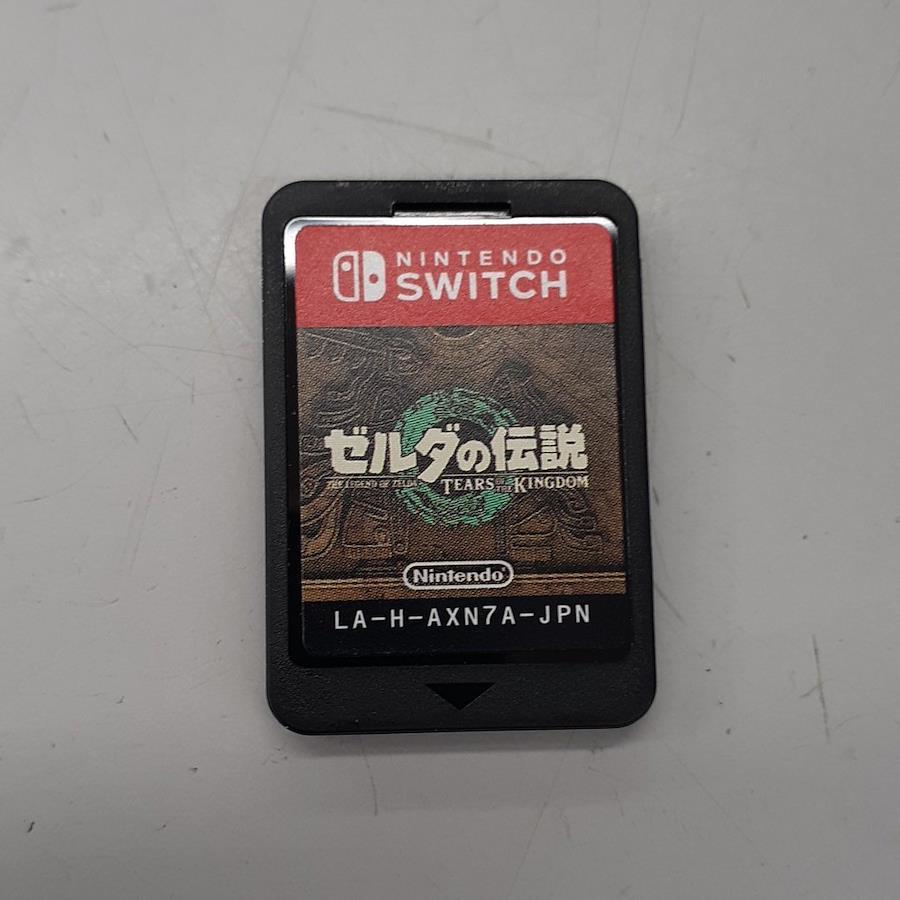 NINTENDO
SWITCH
ゼルダの伝説
THE LEGEND OF ZELDA TEARS OF THE KINGDOM
Nintendo
LA-H-AXN7A-JPN